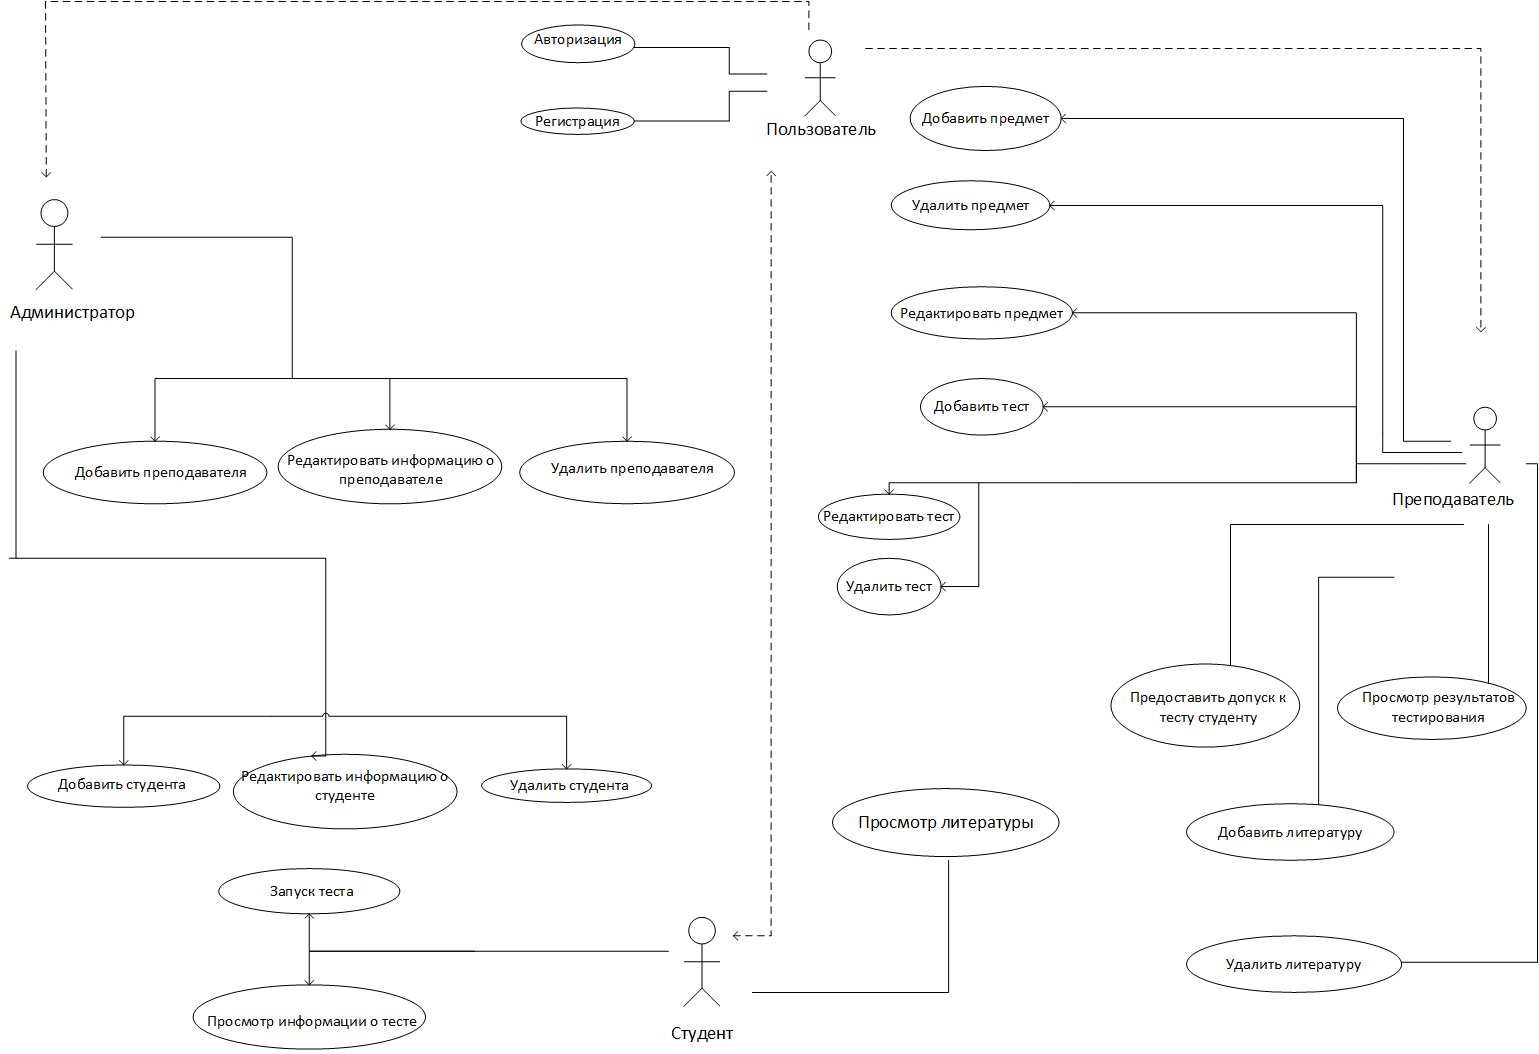 Авторизация
Регистрация
Пользователь
Добавить предмет
Удалить предмет
Администратор
Редактировать предмет
Добавить тест
Добавить преподавателя
Редактировать информацию о
преподавателе
Удалить преподавателя
Преподаватель
Редактировать тест
Удалить тест
Предоставить допуск к
тесту студенту
Просмотр результатов
тестирования
Добавить студента
Редактировать информацию о
студенте
Удалить студента
Просмотр литературы
Добавить литературу
Запуск теста
Удалить литературу
Просмотр информации о тесте
Студент